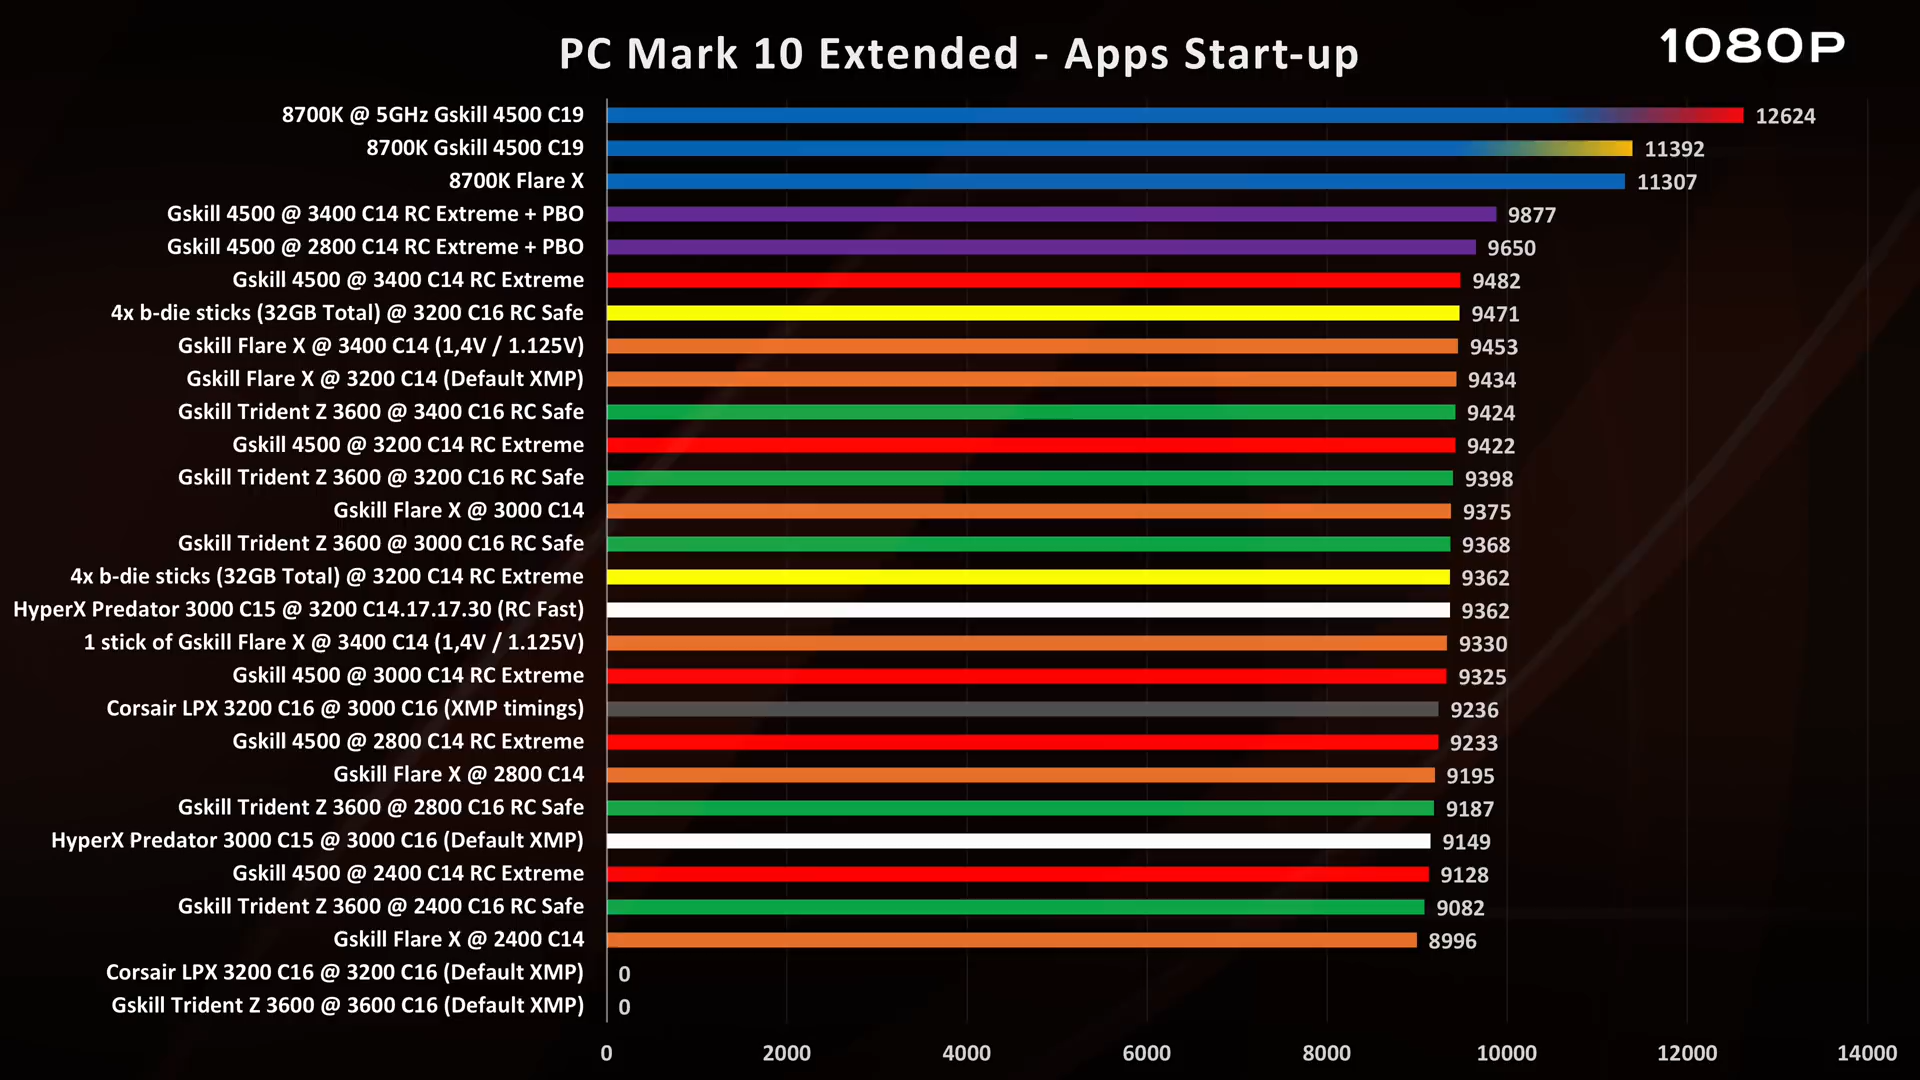 PC Mark 10 Extended - Apps Start-up
1080P
8700K @ 5GHz Gskill 4500 C19 12624
8700K Gskill 4500 C19 11392
8700K Flare X 11307
Gskill 4500 @ 3400 C14 RC Extreme + PBO 9877
Gskill 4500 @ 2800 C14 RC Extreme + PBO 9650
Gskill 4500 @ 3400 C14 RC Extreme 9482
4x b-die sticks (32GB Total) @ 3200 C16 RC Safe 9471
Gskill Flare X @ 3400 C14 (1,4V / 1.125V) 9453
Gskill Flare X @ 3200 C14 (Default XMP) 9434
Gskill Trident Z 3600 @ 3400 C16 RC Safe 9424
Gskill 4500 @ 3200 C14 RC Extreme 9422
Gskill Trident Z 3600 @ 3200 C16 RC Safe 9398
Gskill Flare X @ 3000 C14 9375
Gskill Trident Z 3600 @ 3000 C16 RC Safe 9368
4x b-die sticks (32GB Total) @ 3200 C14 RC Extreme 9362
HyperX Predator 3000 C15 @ 3200 C14.17.17.30 (RC Fast) 9362
1 stick of Gskill Flare X @ 3400 C14 (1,4V / 1.125V) 9330
Gskill 4500 @ 3000 C14 RC Extreme 9325
Corsair LPX 3200 C16 @ 3000 C16 (XMP timings) 9236
Gskill 4500 @ 2800 C14 RC Extreme 9233
Gskill Flare X @ 2800 C14 9195
Gskill Trident Z 3600 @ 2800 C16 RC Safe 9187
HyperX Predator 3000 C15 @ 3000 C16 (Default XMP) 9149
Gskill 4500 @ 2400 C14 RC Extreme 9128
Gskill Trident Z 3600 @ 2400 C16 RC Safe 9082
Gskill Flare X @ 2400 C14 8996
Corsair LPX 3200 C16 @ 3200 C16 (Default XMP) 0
Gskill Trident Z 3600 @ 3600 C16 (Default XMP) 0
0 2000 4000 6000 8000 10000 12000 14000